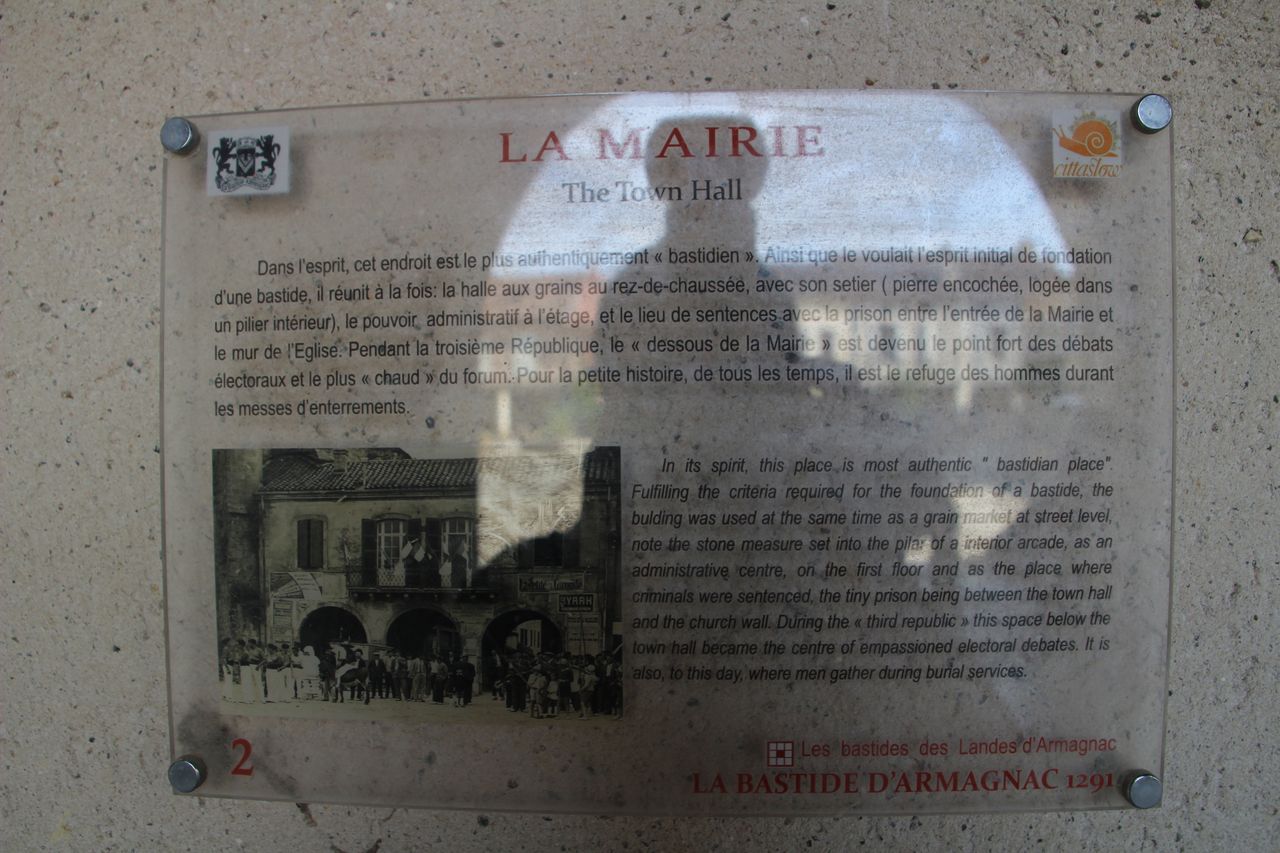 LA MAIRIE
cittaslow
The Town Hall
Dans l'esprit, cet endroit est le plus authentiquement « bastidien ». Ainsi que le voulait l'esprit initial de fondation
d'une bastide, il réunit à la fois: la halle aux grains au rez-de-chaussée, avec son setier ( pierre encochée, logée dans
un pilier intérieur), le pouvoir administratif à l'étage, et le lieu de sentences avec la prison entre l'entrée de la Mairie et
le mur de l'Eglise. Pendant la troisième République, le « dessous de la Mairie » est devenu le point fort des débats
électoraux et le plus « chaud » du forum. Pour la petite histoire, de tous les temps, il est le refuge des hommes durant
les messes d'enterrements.
In its spirit, this place is most authentic " bastidian place".
Fulfilling the criteria required for the foundation of a bastide, the
bulding was used at the same time as a grain market at street level,
note the stone measure set into the pilar of a interior arcade, as an
administrative centre, on the first floor and as the place where
criminals were sentenced, the tiny prison being between the town hall
and the church wall. During the « third republic » this space below the
town hall became the centre of empassioned electoral debates. It is
also, to this day, where men gather during burial services.
2
Les bastides des Landes d'Armagnac
LA BASTIDE D'ARMAGNAC 1291